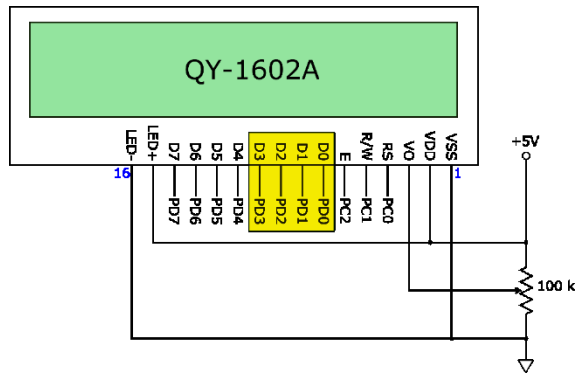 QY-1602A
LED- LED+ D7 D6 D5 D4 D3 D2 D1 D0 E R/W RS VO VDD VSS
+5V
16 1
PD7 PD6 PD5 PD4 PD3 PD2 PD1 PD0 PC2 PC1 PC0
100 k